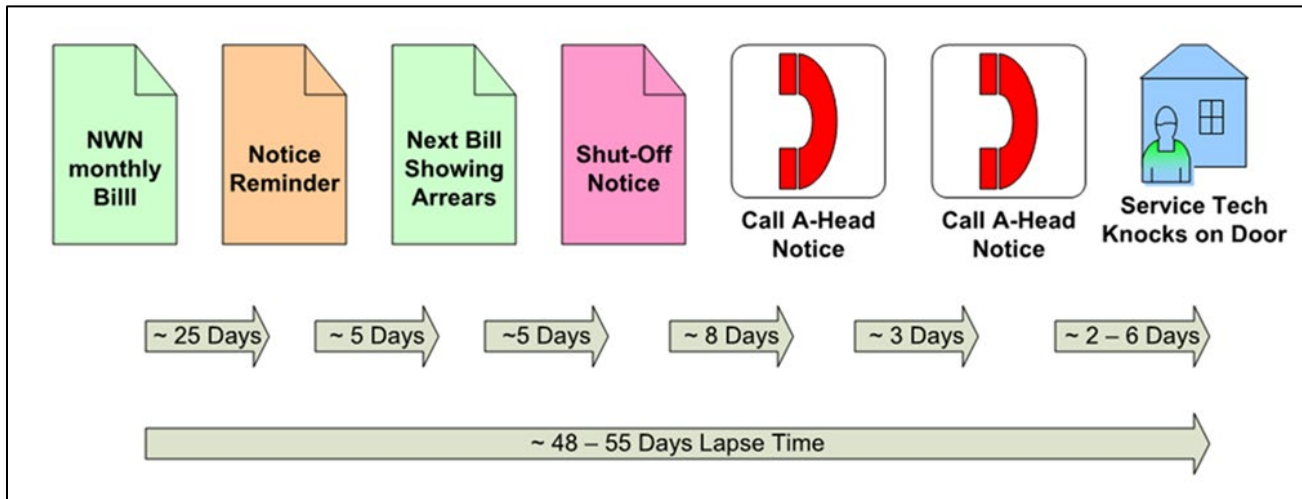 NWN
monthly
Billl
Notice
Reminder
Next Bill
Showing
Arrears
Shut-Off
Notice
Call A-Head
Notice
Call A-Head
Notice
Service Tech
Knocks on Door
~ 25 Days
~ 5 Days
~5 Days
~ 8 Days
~ 3 Days
~ 2 – 6 Days
~ 48 – 55 Days Lapse Time